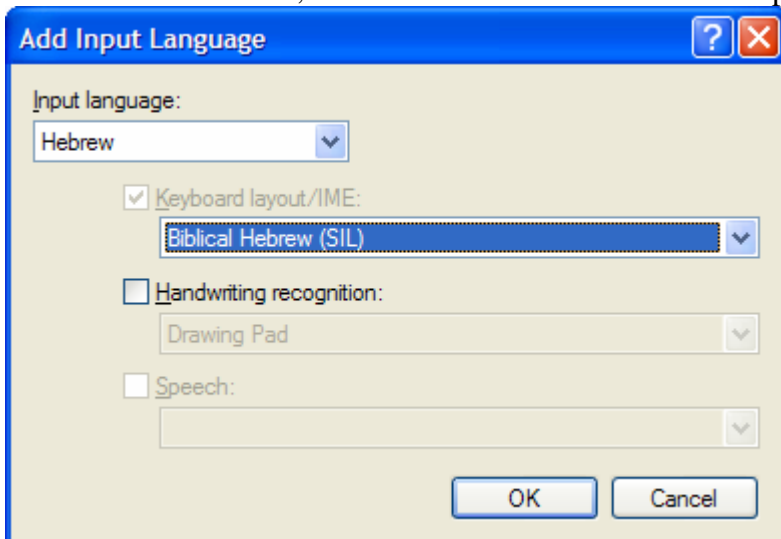 Add Input Language
Input language:
Hebrew
Keyboard layout/IME:
Biblical Hebrew (SIL)
Handwriting recognition:
Drawing Pad
Speech:
OK Cancel